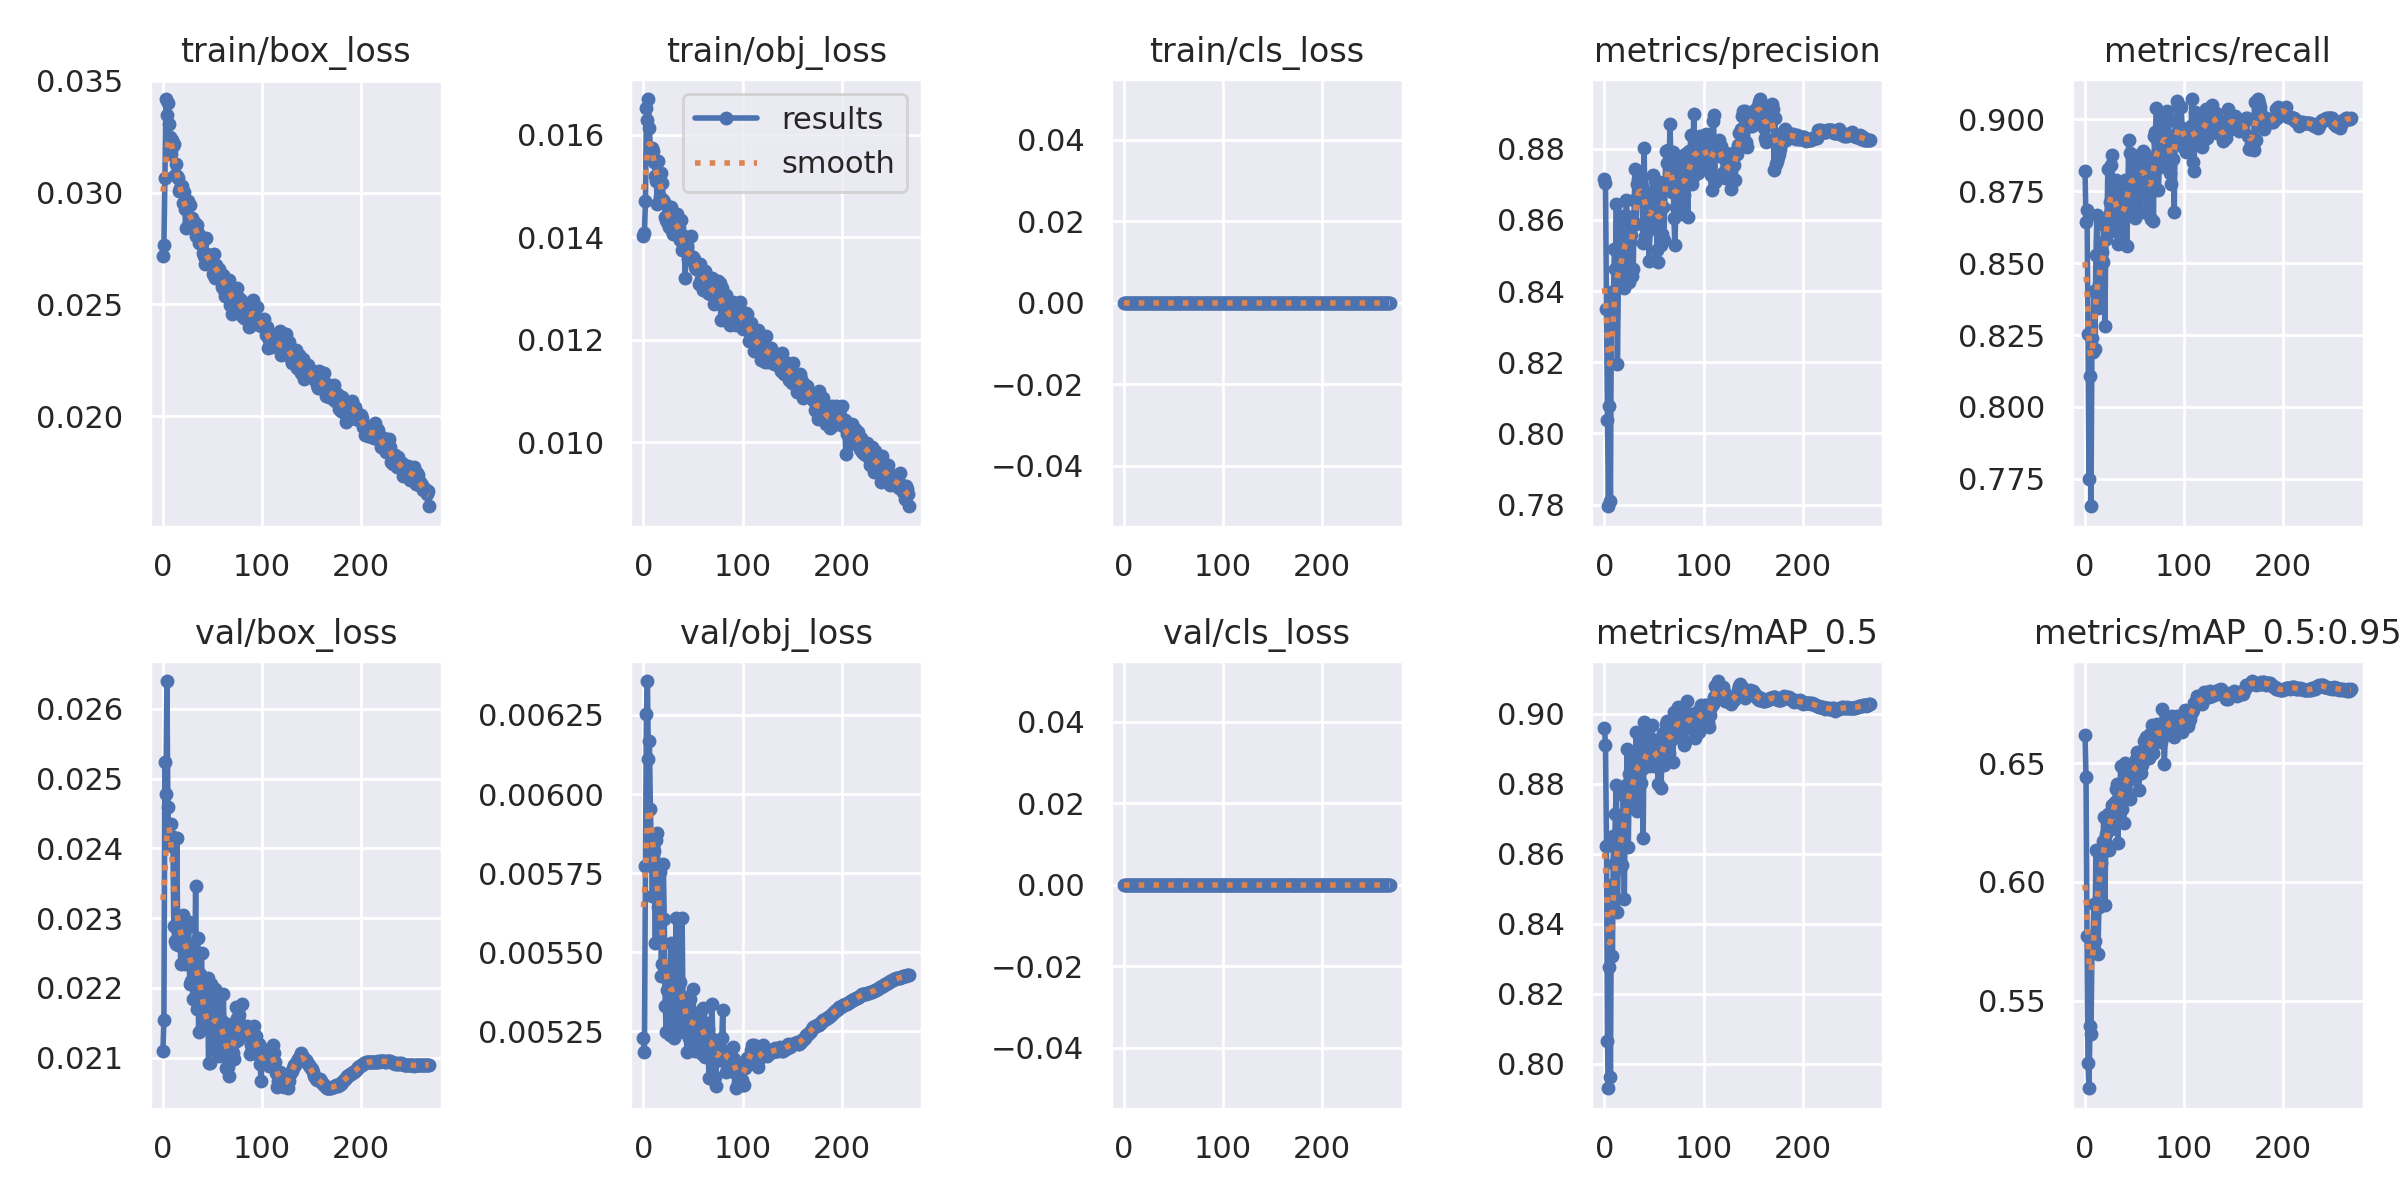 train/box_loss
0.035
0.030
0.025
0.020
0 100 200
train/obj_loss
results
smooth
0.016
0.014
0.012
0.010
0 100 200
train/cls_loss
0.04
0.02
0.00
−0.02
−0.04
0 100 200
metrics/precision
0.88
0.86
0.84
0.82
0.80
0.78
0 100 200
metrics/recall
0.900
0.875
0.850
0.825
0.800
0.775
0 100 200
val/box_loss
0.026
0.025
0.024
0.023
0.022
0.021
0 100 200
val/obj_loss
0.00625
0.00600
0.00575
0.00550
0.00525
0 100 200
val/cls_loss
0.04
0.02
0.00
−0.02
−0.04
0 100 200
metrics/mAP_0.5
0.90
0.88
0.86
0.84
0.82
0.80
0 100 200
metrics/mAP_0.5:0.95
0.65
0.60
0.55
0 100 200